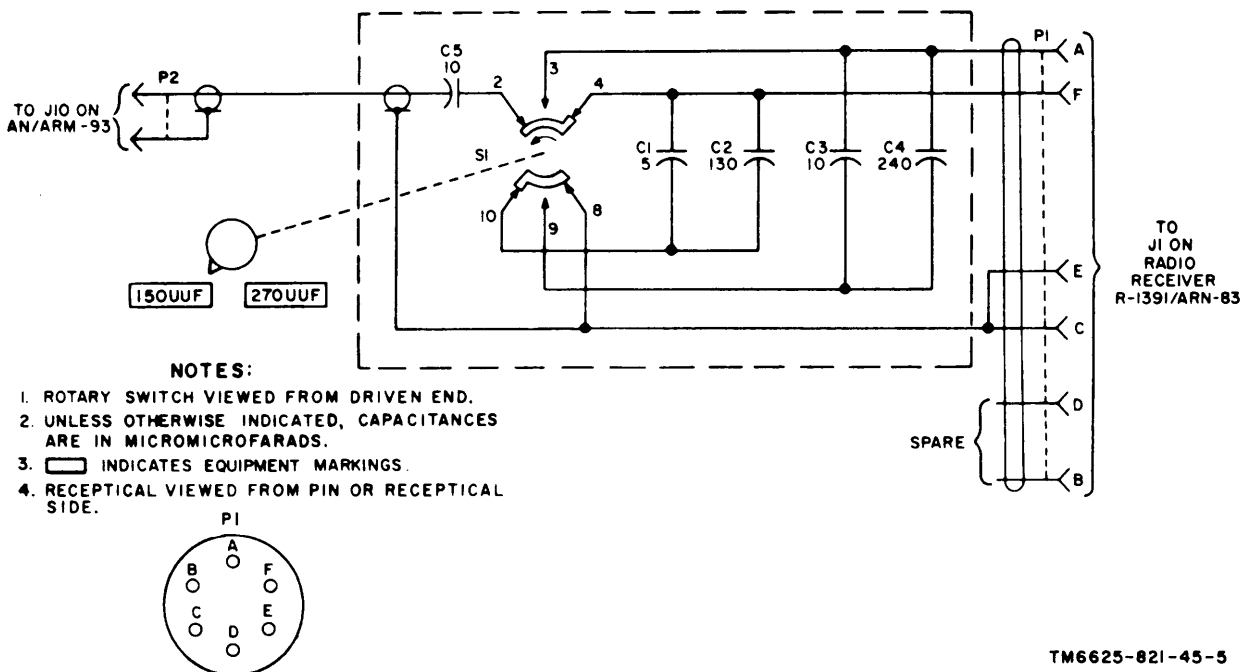 P2
TO J10 ON
AN/ARM-93
C5
10
2
3
4
S1
10
9
8
C1
5
C2
130
C3
10
C4
240
P1
A
F
E
C
D
B
SPARE
TO
J1 ON
RADIO
RECEIVER
R-1391/ARN-83
150UUF
270UUF
NOTES:
1. ROTARY SWITCH VIEWED FROM DRIVEN END.
2. UNLESS OTHERWISE INDICATED, CAPACITANCES
ARE IN MICROMICROFARADS.
3. INDICATES EQUIPMENT MARKINGS.
4. RECEPTICAL VIEWED FROM PIN OR RECEPTICAL
SIDE.
P1
A
B
F
C
E
D
TM6625-821-45-5